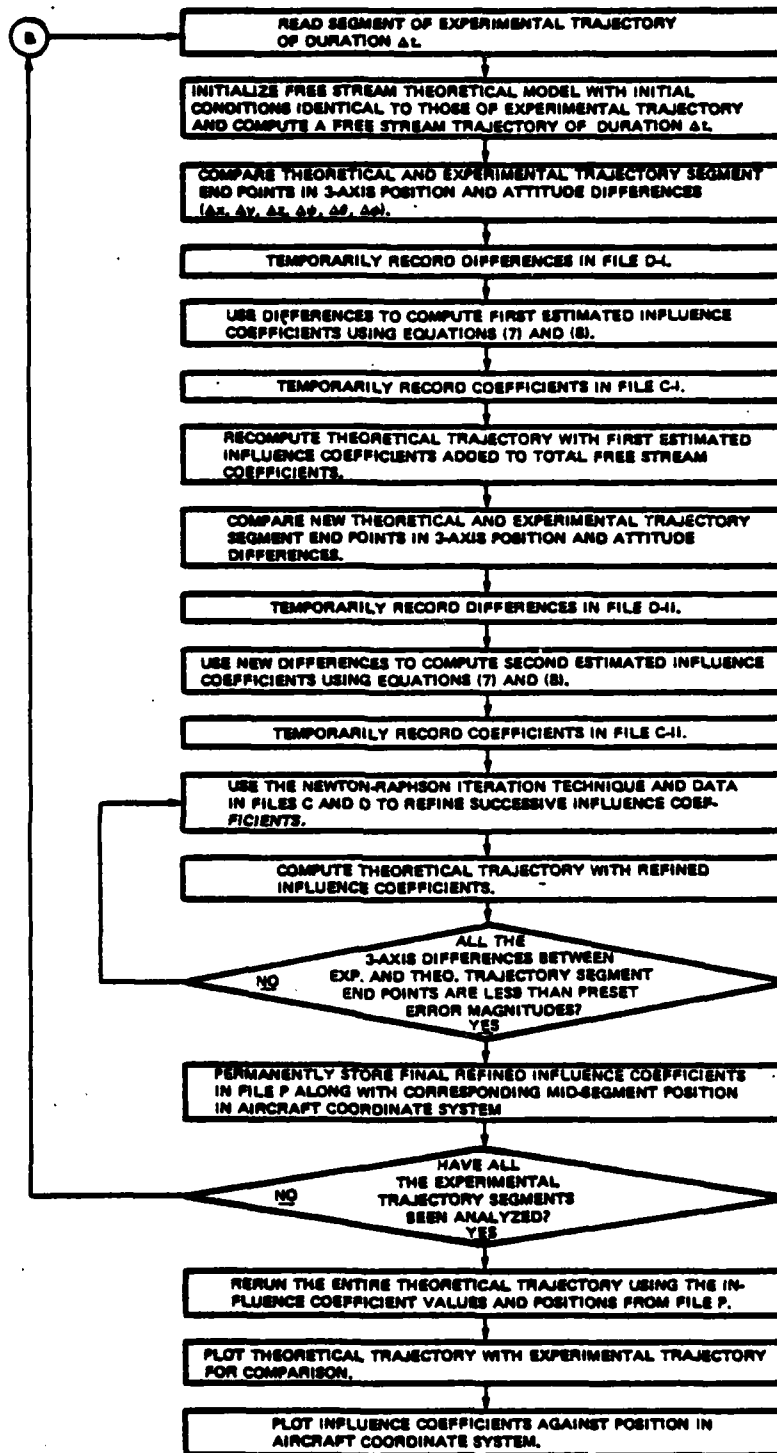 B
READ SEGMENT OF EXPERIMENTAL TRAJECTORY
OF DURATION Δt.
INITIALIZE FREE STREAM THEORETICAL MODEL WITH INITIAL
CONDITIONS IDENTICAL TO THOSE OF EXPERIMENTAL TRAJECTORY
AND COMPUTE A FREE STREAM TRAJECTORY OF DURATION Δt.
COMPARE THEORETICAL AND EXPERIMENTAL TRAJECTORY SEGMENT
END POINTS IN 3-AXIS POSITION AND ATTITUDE DIFFERENCES
(Δx, Δy, Δz, Δψ, Δθ, Δφ).
TEMPORARILY RECORD DIFFERENCES IN FILE D-I.
USE DIFFERENCES TO COMPUTE FIRST ESTIMATED INFLUENCE
COEFFICIENTS USING EQUATIONS (7) AND (8).
TEMPORARILY RECORD COEFFICIENTS IN FILE C-I.
RECOMPUTE THEORETICAL TRAJECTORY WITH FIRST ESTIMATED
INFLUENCE COEFFICIENTS ADDED TO TOTAL FREE STREAM
COEFFICIENTS.
COMPARE NEW THEORETICAL AND EXPERIMENTAL TRAJECTORY
SEGMENT END POINTS IN 3-AXIS POSITION AND ATTITUDE
DIFFERENCES.
TEMPORARILY RECORD DIFFERENCES IN FILE D-II.
USE NEW DIFFERENCES TO COMPUTE SECOND ESTIMATED INFLUENCE
COEFFICIENTS USING EQUATIONS (7) AND (8).
TEMPORARILY RECORD COEFFICIENTS IN FILE C-II.
USE THE NEWTON-RAPHSON ITERATION TECHNIQUE AND DATA
IN FILES C AND D TO REFINE SUCCESSIVE INFLUENCE COEF-
FICIENTS.
COMPUTE THEORETICAL TRAJECTORY WITH REFINED
INFLUENCE COEFFICIENTS.
ALL THE
3-AXIS DIFFERENCES BETWEEN
NO EXP. AND THEO. TRAJECTORY SEGMENT
END POINTS ARE LESS THAN PRESET
ERROR MAGNITUDES?
YES
PERMANENTLY STORE FINAL REFINED INFLUENCE COEFFICIENTS
IN FILE P ALONG WITH CORRESPONDING MID-SEGMENT POSITION
IN AIRCRAFT COORDINATE SYSTEM
HAVE ALL
THE EXPERIMENTAL
NO TRAJECTORY SEGMENTS
BEEN ANALYZED?
YES
RERUN THE ENTIRE THEORETICAL TRAJECTORY USING THE IN-
FLUENCE COEFFICIENT VALUES AND POSITIONS FROM FILE P.
PLOT THEORETICAL TRAJECTORY WITH EXPERIMENTAL TRAJECTORY
FOR COMPARISON.
PLOT INFLUENCE COEFFICIENTS AGAINST POSITION IN
AIRCRAFT COORDINATE SYSTEM.